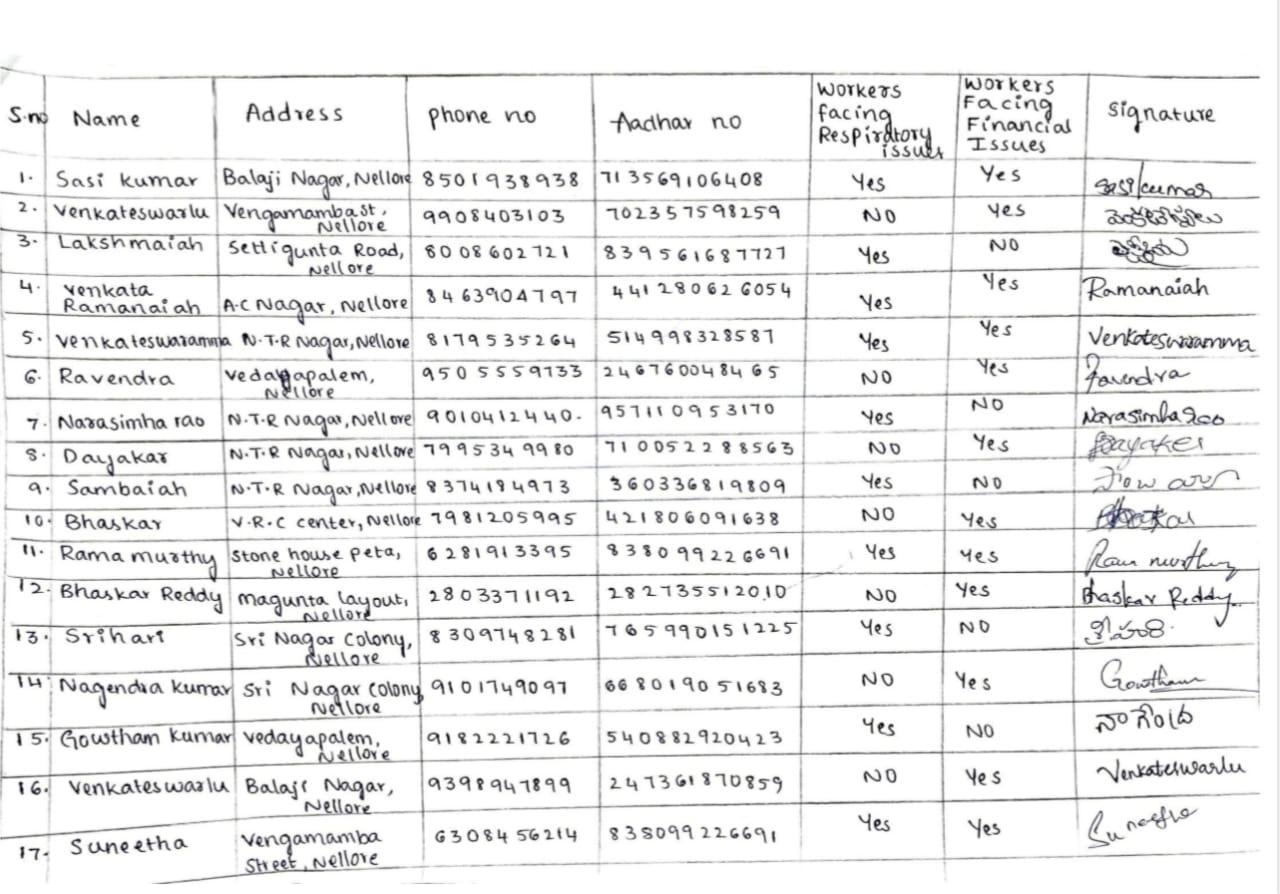 S.no Name Address phone no Aadhar no Workers facing Respiratory issues Workers Facing Financial Issues signature
1. Sasi kumar Balaji Nagar, Nellore 8501938938 713569106408 Yes Yes sasi kumar
2. Venkateswarlu Vengamamba st, Nellore 9908403103 702357598259 NO Yes
3. Lakshmaiah Settigunta Road, Nellore 8008602721 839561687727 Yes NO
4. Venkata Ramanaiah A.C Nagar, Nellore 8463904797 441280626054 Yes Yes Ramanaiah
5. Venkateswaramma N.T.R Nagar, Nellore 8179535264 514998328587 Yes Yes Venkateswaramma
6. Ravendra vedayapalem, Nellore 9505559733 246760048465 NO Yes Ravendra
7. Narasimha rao N.T.R Nagar, Nellore 9010412440. 957110953170 Yes NO Narasimha rao
8. Dayakar N.T.R Nagar, Nellore 7995349980 710052288563 NO Yes Dayaker
9. Sambaiah N.T.R Nagar, Nellore 8374184973 360336819809 Yes NO
10. Bhaskar V.R.C center, Nellore 7981205995 421806091638 NO Yes
11. Rama murthy stone house peta, Nellore 6281913395 838099226691 Yes Yes Ram murthy
12. Bhaskar Reddy magunta layout, Nellore 2803371192 282735512010 NO Yes Bhaskar Reddy.
13. Srihari Sri Nagar Colony, Nellore 8309748281 765990151225 Yes NO శ్రీహరి.
14. Nagendra kumar Sri Nagar colony Nellore 9101749097 668019051683 NO Yes Gowtham
15. Gowtham kumar vedayapalem, Nellore 9182221726 540882920423 Yes NO
16. Venkateswarlu Balaji Nagar, Nellore 9398947899 247361870859 NO Yes Venkateswarlu
17. Suneetha Vengamamba Street, Nellore 6308456214 838099226691 Yes Yes Suneetha